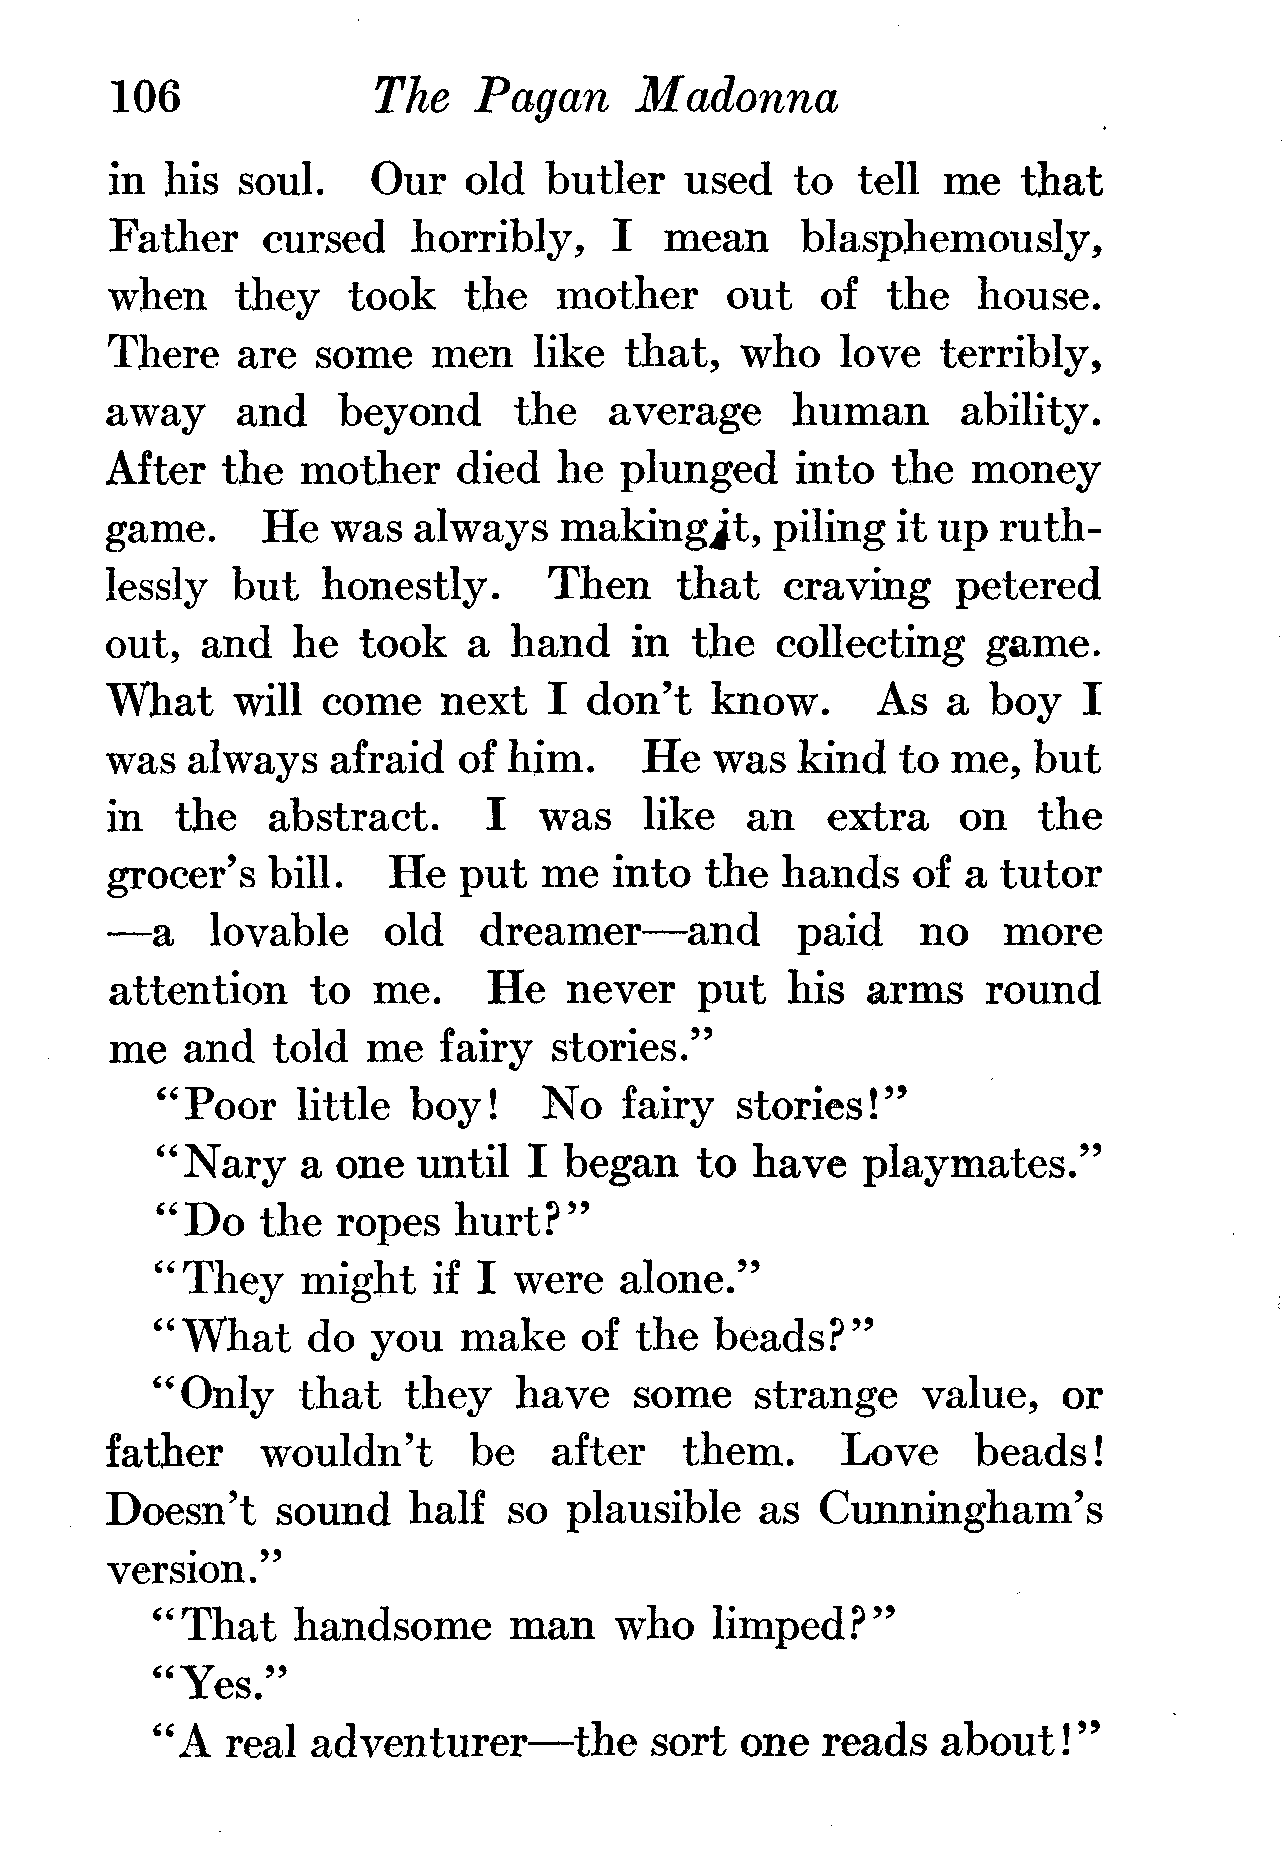 106 The Pagan Madonna
in his soul. Our old butler used to tell me that
Father cursed horribly, I mean blasphemously,
when they took the mother out of the house.
There are some men like that, who love terribly,
away and beyond the average human ability.
After the mother died he plunged into the money
game. He was always making it, piling it up ruth-
lessly but honestly. Then that craving petered
out, and he took a hand in the collecting game.
What will come next I don't know. As a boy I
was always afraid of him. He was kind to me, but
in the abstract. I was like an extra on the
grocer's bill. He put me into the hands of a tutor
—a lovable old dreamer—and paid no more
attention to me. He never put his arms round
me and told me fairy stories."
"Poor little boy! No fairy stories!"
"Nary a one until I began to have playmates."
"Do the ropes hurt?"
"They might if I were alone."
"What do you make of the beads?"
"Only that they have some strange value, or
father wouldn't be after them. Love beads!
Doesn't sound half so plausible as Cunningham's
version."
"That handsome man who limped?"
"Yes."
"A real adventurer—the sort one reads about!"